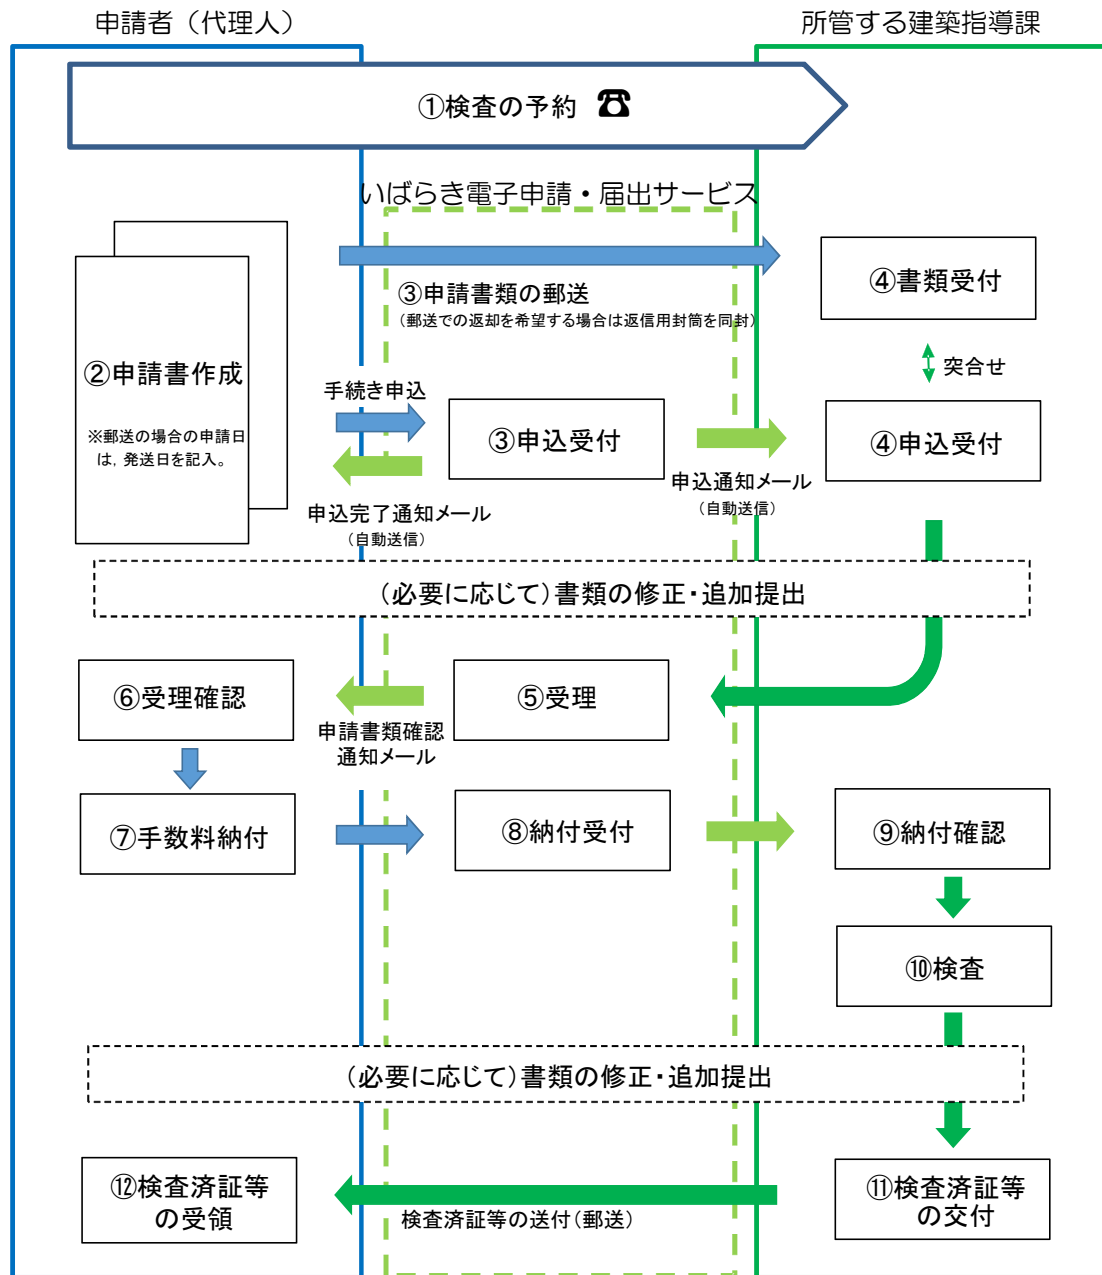 申請者（代理人）
所管する建築指導課
①検査の予約 ☎
いばらき電子申請・届出サービス
③申請書類の郵送
（郵送での返却を希望する場合は返信用封筒を同封）
④書類受付
②申請書作成
※郵送の場合の申請日
は，発送日を記入。
突合せ
手続き申込
③申込受付
④申込受付
申込通知メール
（自動送信）
申込完了通知メール
（自動送信）
（必要に応じて）書類の修正・追加提出
⑥受理確認
⑤受理
申請書類確認
通知メール
⑦手数料納付
⑧納付受付
⑨納付確認
⑩検査
（必要に応じて）書類の修正・追加提出
⑫検査済証等
の受領
検査済証等の送付（郵送）
⑪検査済証等
の交付